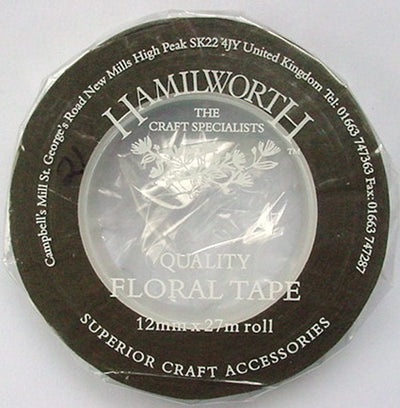 Campbell's Mill St. George's Road New Mills High Peak SK22 4JY United Kingdom Tel: 01663 747363 Fax: 01663 747287
HAMILWORTH
THE
CRAFT SPECIALISTS
TM
QUALITY
FLORAL TAPE
12mm x 27m roll
SUPERIOR CRAFT ACCESSORIES